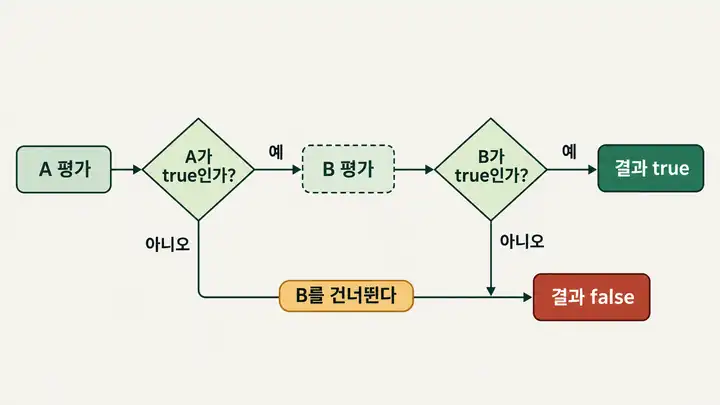 A 평가
A가
true인가?
예
B 평가
B가
true인가?
예
결과 true
아니오
아니오
B를 건너뛴다
결과 false